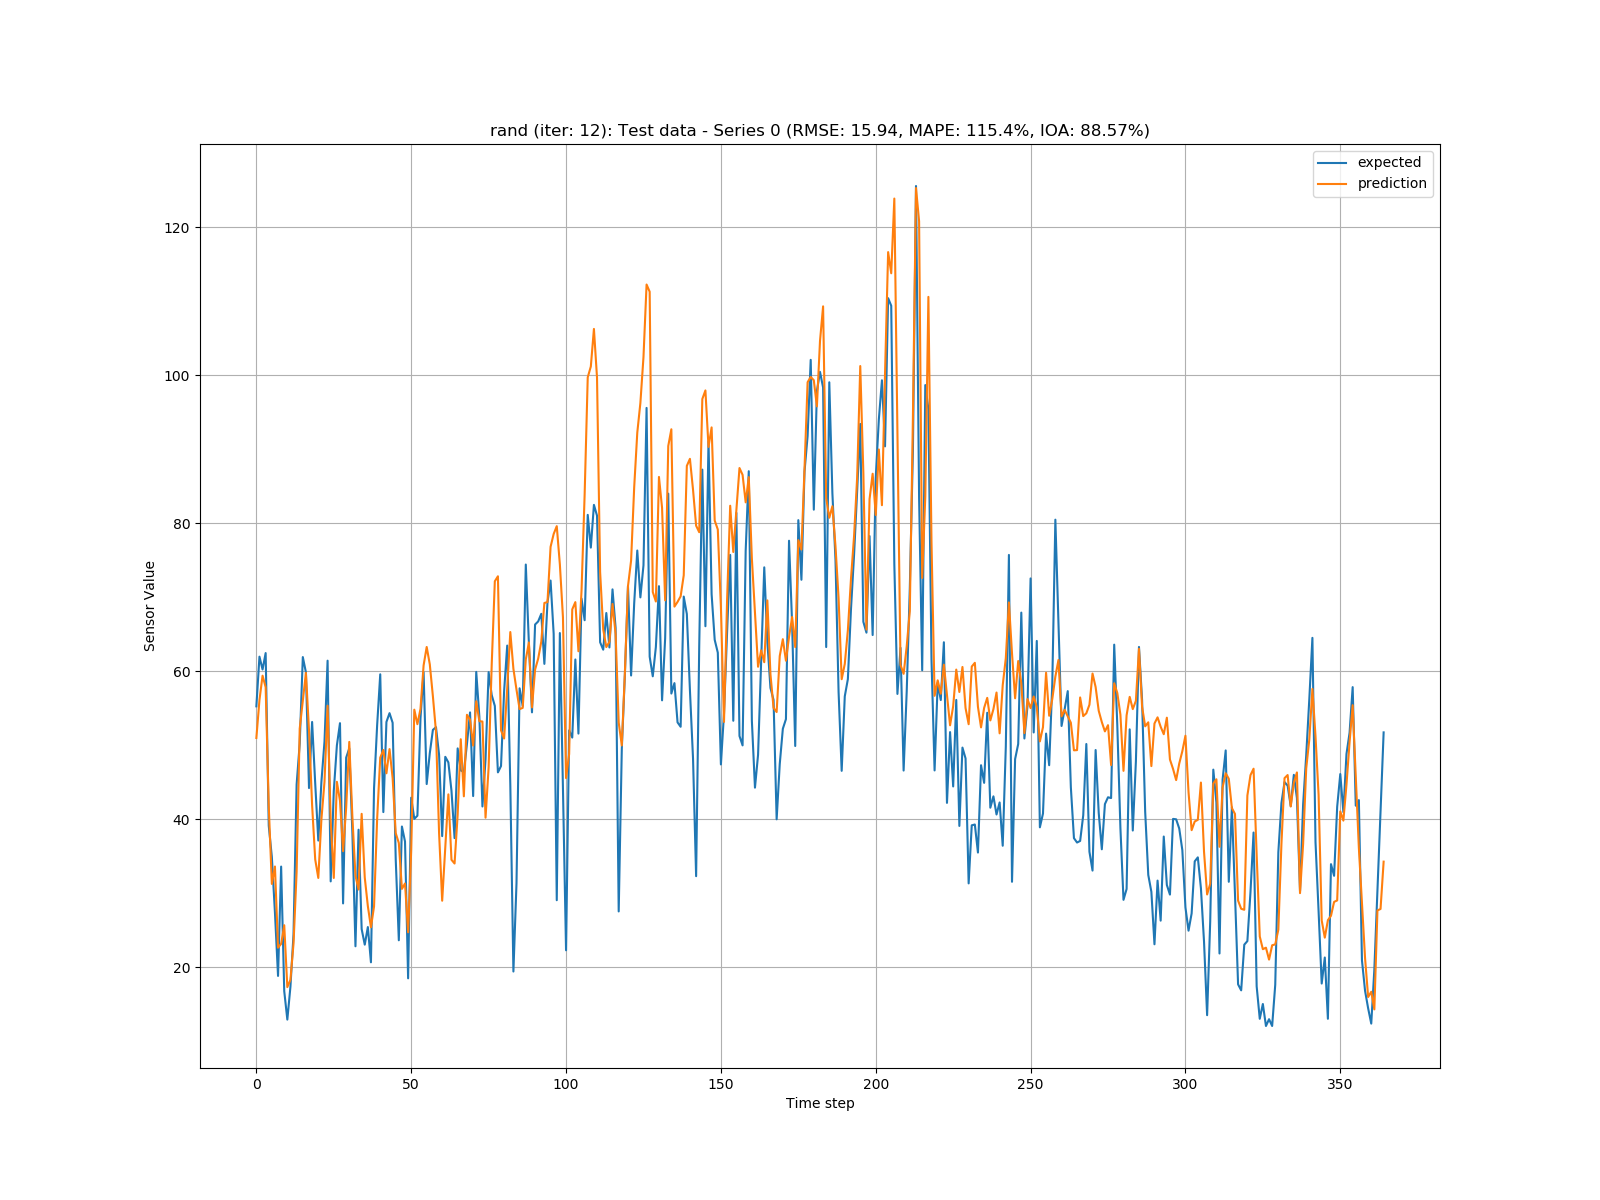 rand (iter: 12): Test data - Series 0 (RMSE: 15.94, MAPE: 115.4%, IOA: 88.57%)
expected
prediction
120
100
80
60
40
20
Sensor Value
0 50 100 150 200 250 300 350
Time step